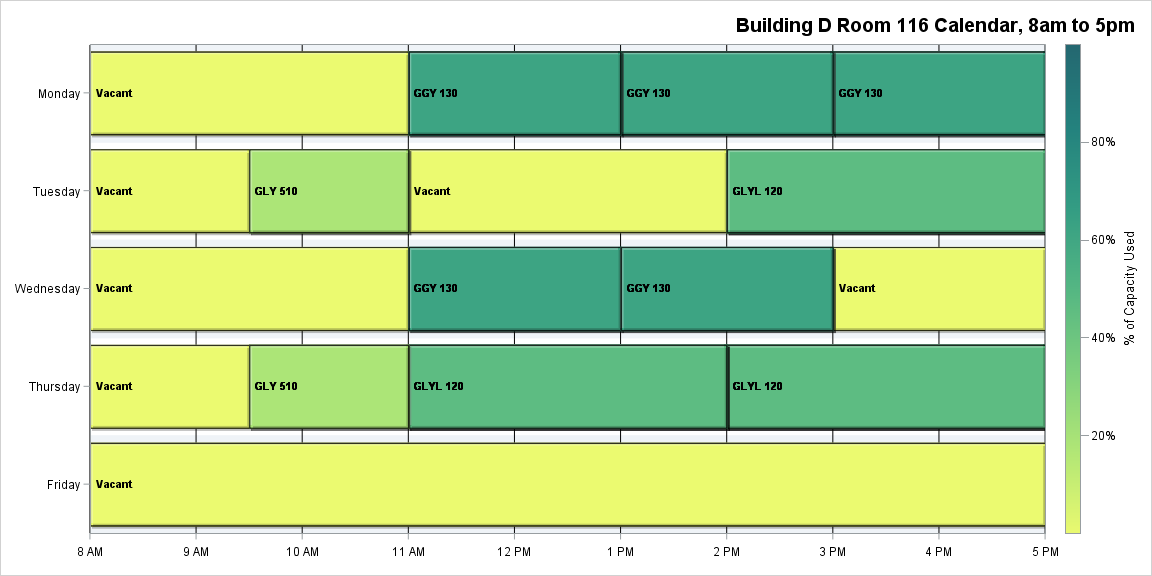 Building D Room 116 Calendar, 8am to 5pm
Monday
Vacant
GGY 130
GGY 130
GGY 130
Tuesday
Vacant
GLY 510
Vacant
GLYL 120
Wednesday
Vacant
GGY 130
GGY 130
Vacant
Thursday
Vacant
GLY 510
GLYL 120
GLYL 120
Friday
Vacant
8 AM
9 AM
10 AM
11 AM
12 PM
1 PM
2 PM
3 PM
4 PM
5 PM
80%
60%
40%
20%
% of Capacity Used